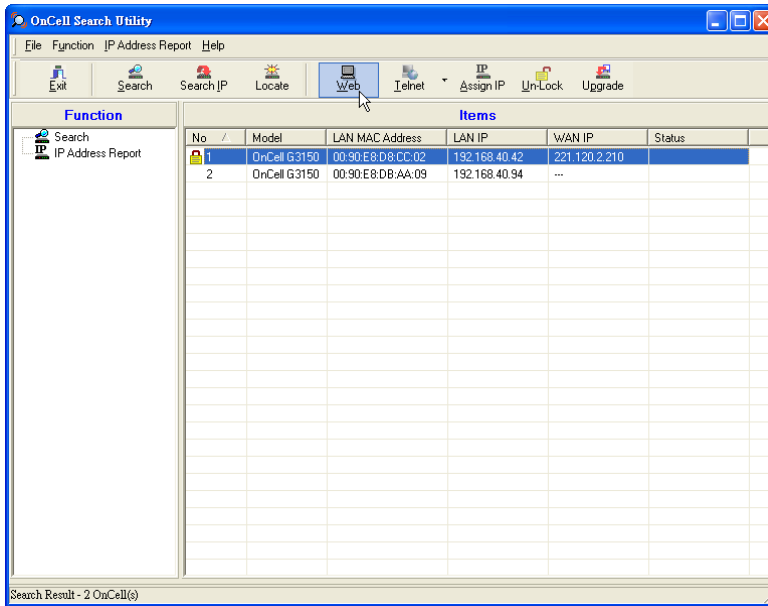 OnCell Search Utility
File Function IP Address Report Help
Exit Search Search IP Locate Web Telnet Assign IP Un-Lock Upgrade
Function
Search
IP Address Report
Items
No Model LAN MAC Address LAN IP WAN IP Status
1 OnCell G3150 00:90:E8:D8:CC:02 192.168.40.42 221.120.2.210
2 OnCell G3150 00:90:E8:DB:AA:09 192.168.40.94 ---
Search Result - 2 OnCell(s)